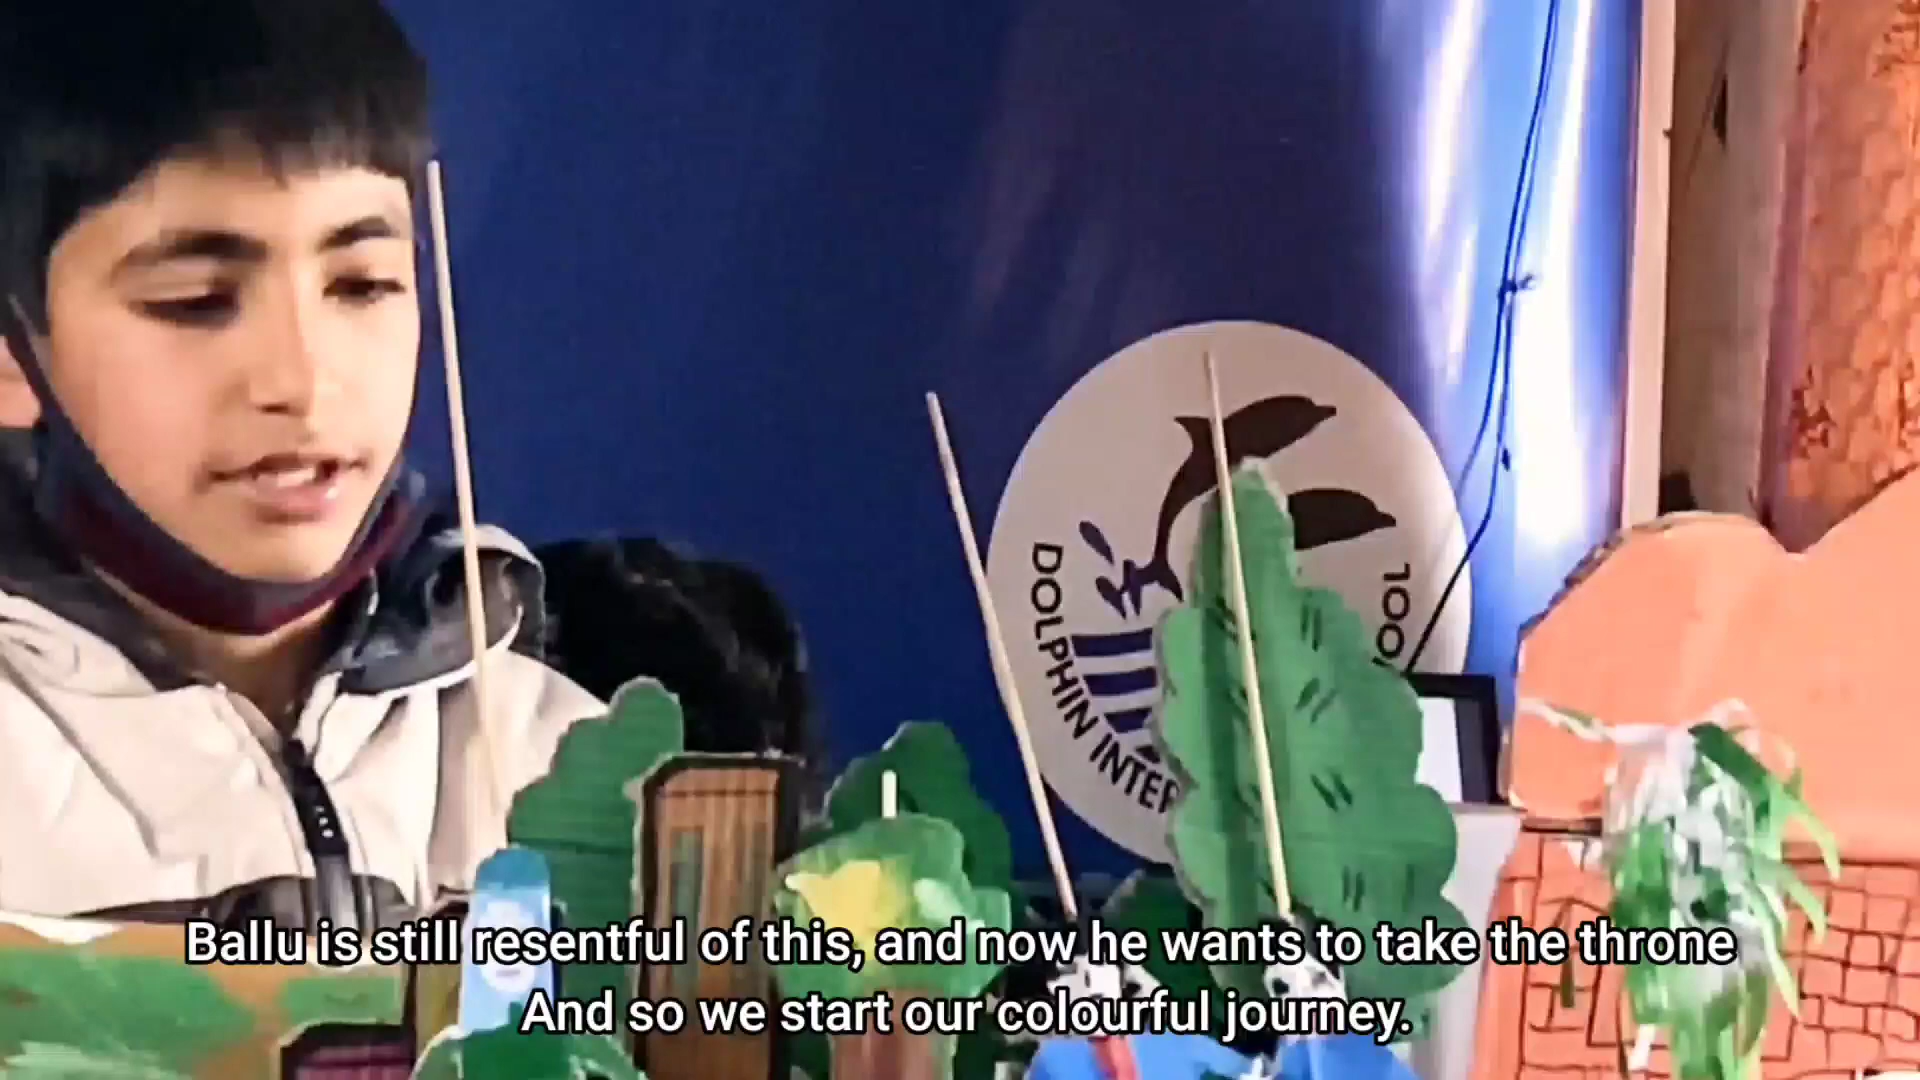 DOLPHIN INTER
Ballu is still resentful of this, and now he wants to take the throne
And so we start our colourful journey.